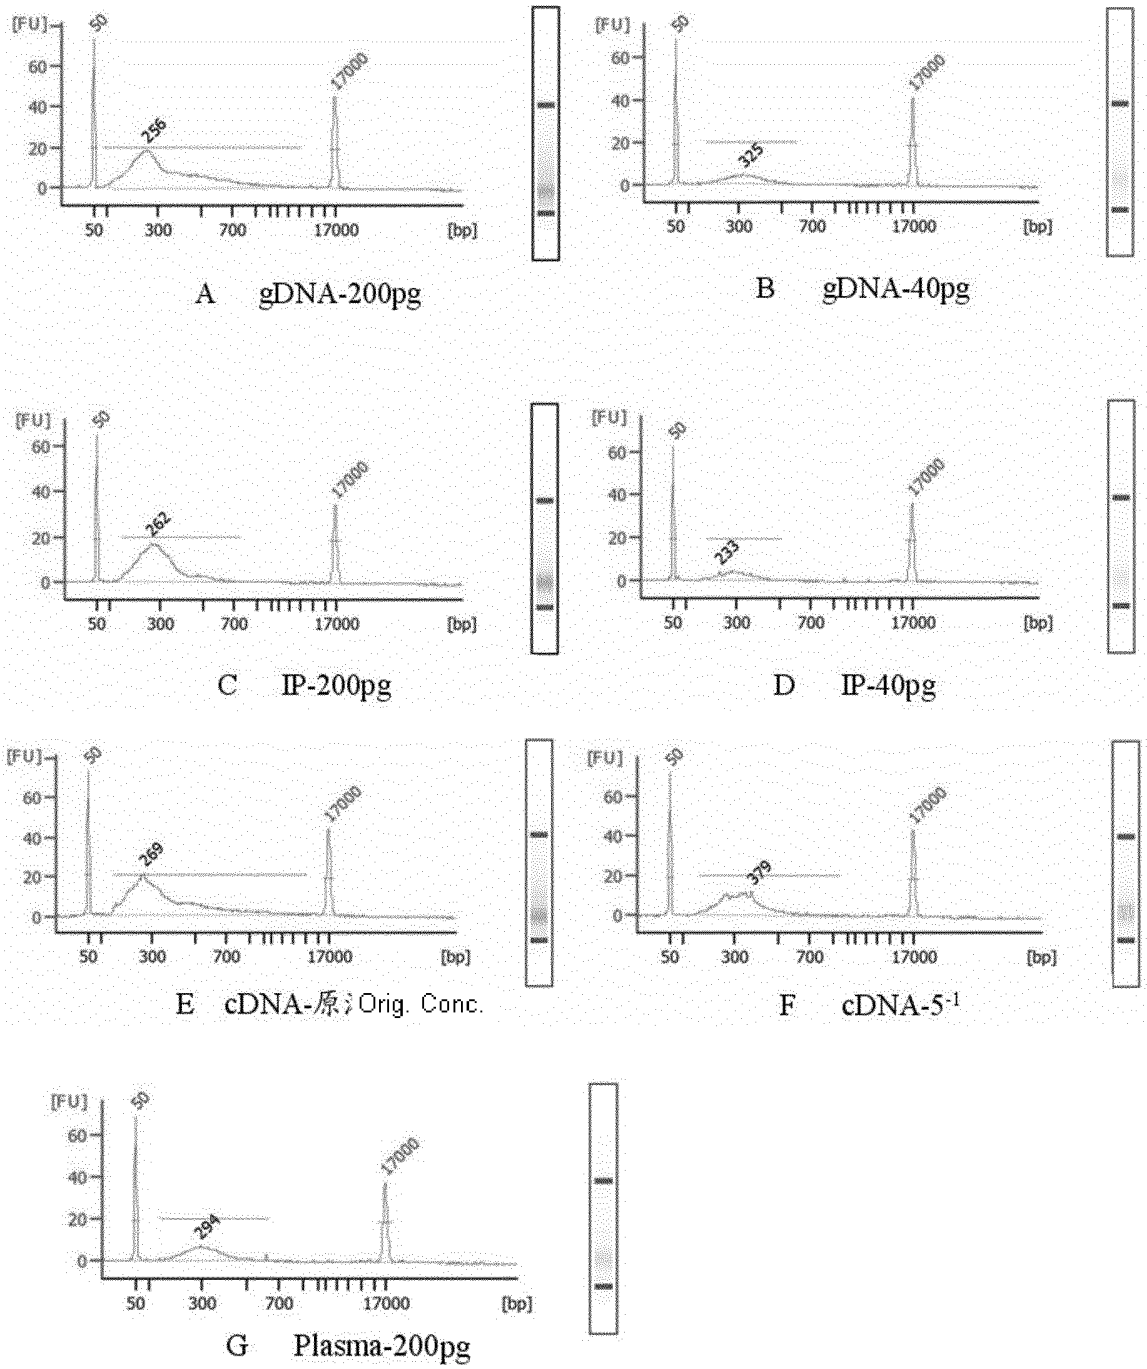 [FU] 50 17000
60
40 256
20
0
50 300 700 17000 [bp]
A gDNA-200pg
[FU] 50 17000
60
40
20 325
0
50 300 700 17000 [bp]
B gDNA-40pg
[FU] 50 17000
60
40
20 262
0
50 300 700 17000 [bp]
C IP-200pg
[FU] 50 17000
60
40
20 233
0
50 300 700 17000 [bp]
D IP-40pg
[FU] 50 17000
60
40 269
20
0
50 300 700 17000 [bp]
E cDNA-原 Orig. Conc.
[FU] 50 17000
60
40
20 379
0
50 300 700 17000 [bp]
F cDNA-5⁻¹
[FU] 50 17000
60
40
20 294
0
50 300 700 17000 [bp]
G Plasma-200pg